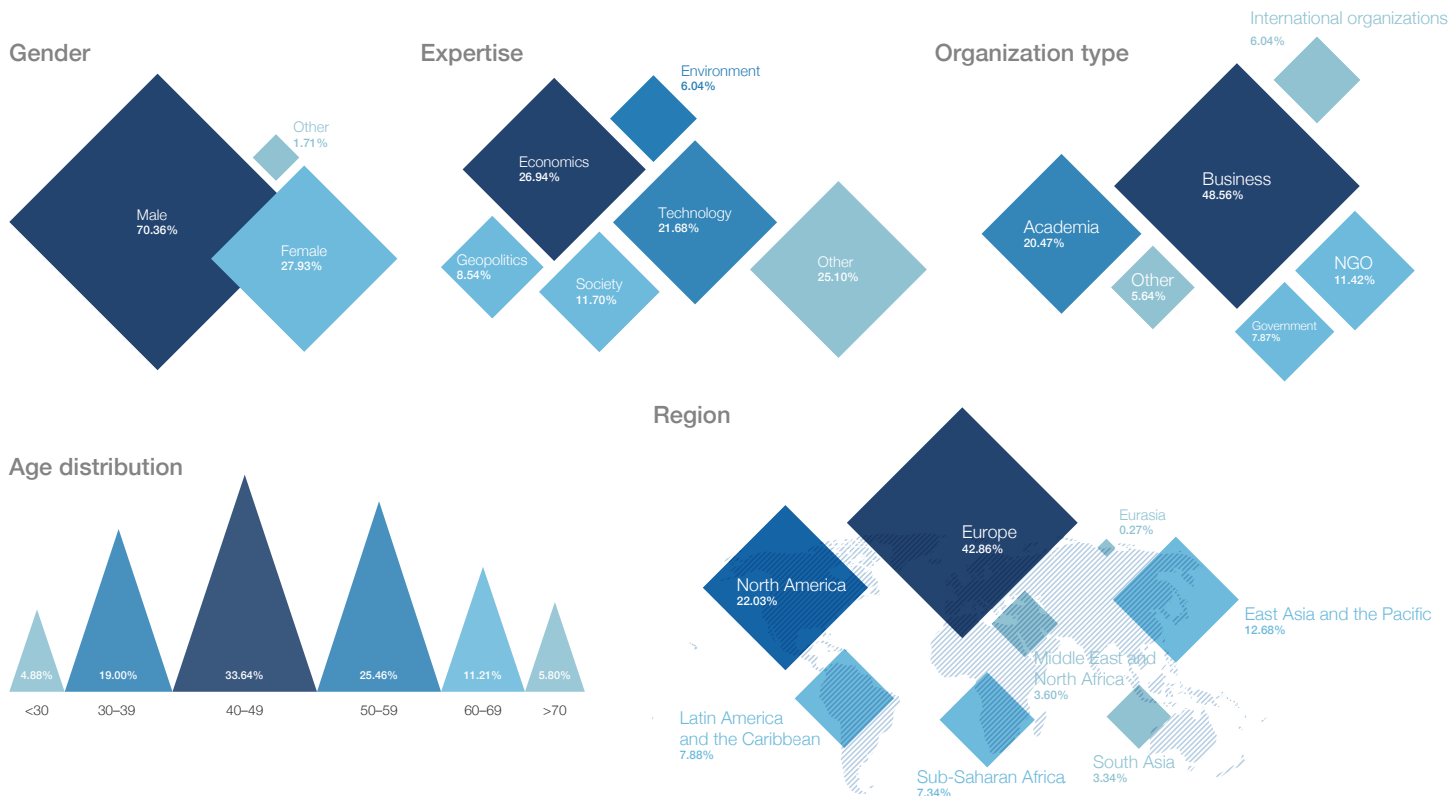 Gender
Male
70.36%
Other
1.71%
Female
27.93%
Expertise
Environment
6.04%
Economics
26.94%
Technology
21.68%
Geopolitics
8.54%
Society
11.70%
Other
25.10%
Organization type
International organizations
6.04%
Business
48.56%
Academia
20.47%
Other
5.64%
NGO
11.42%
Government
7.87%
Age distribution
4.88%
19.00%
33.64%
25.46%
11.21%
5.80%
<30
30–39
40–49
50–59
60–69
>70
Region
Europe
42.86%
Eurasia
0.27%
North America
22.03%
East Asia and the Pacific
12.68%
Middle East and
North Africa
3.60%
Latin America
and the Caribbean
7.88%
Sub-Saharan Africa
7.34%
South Asia
3.34%